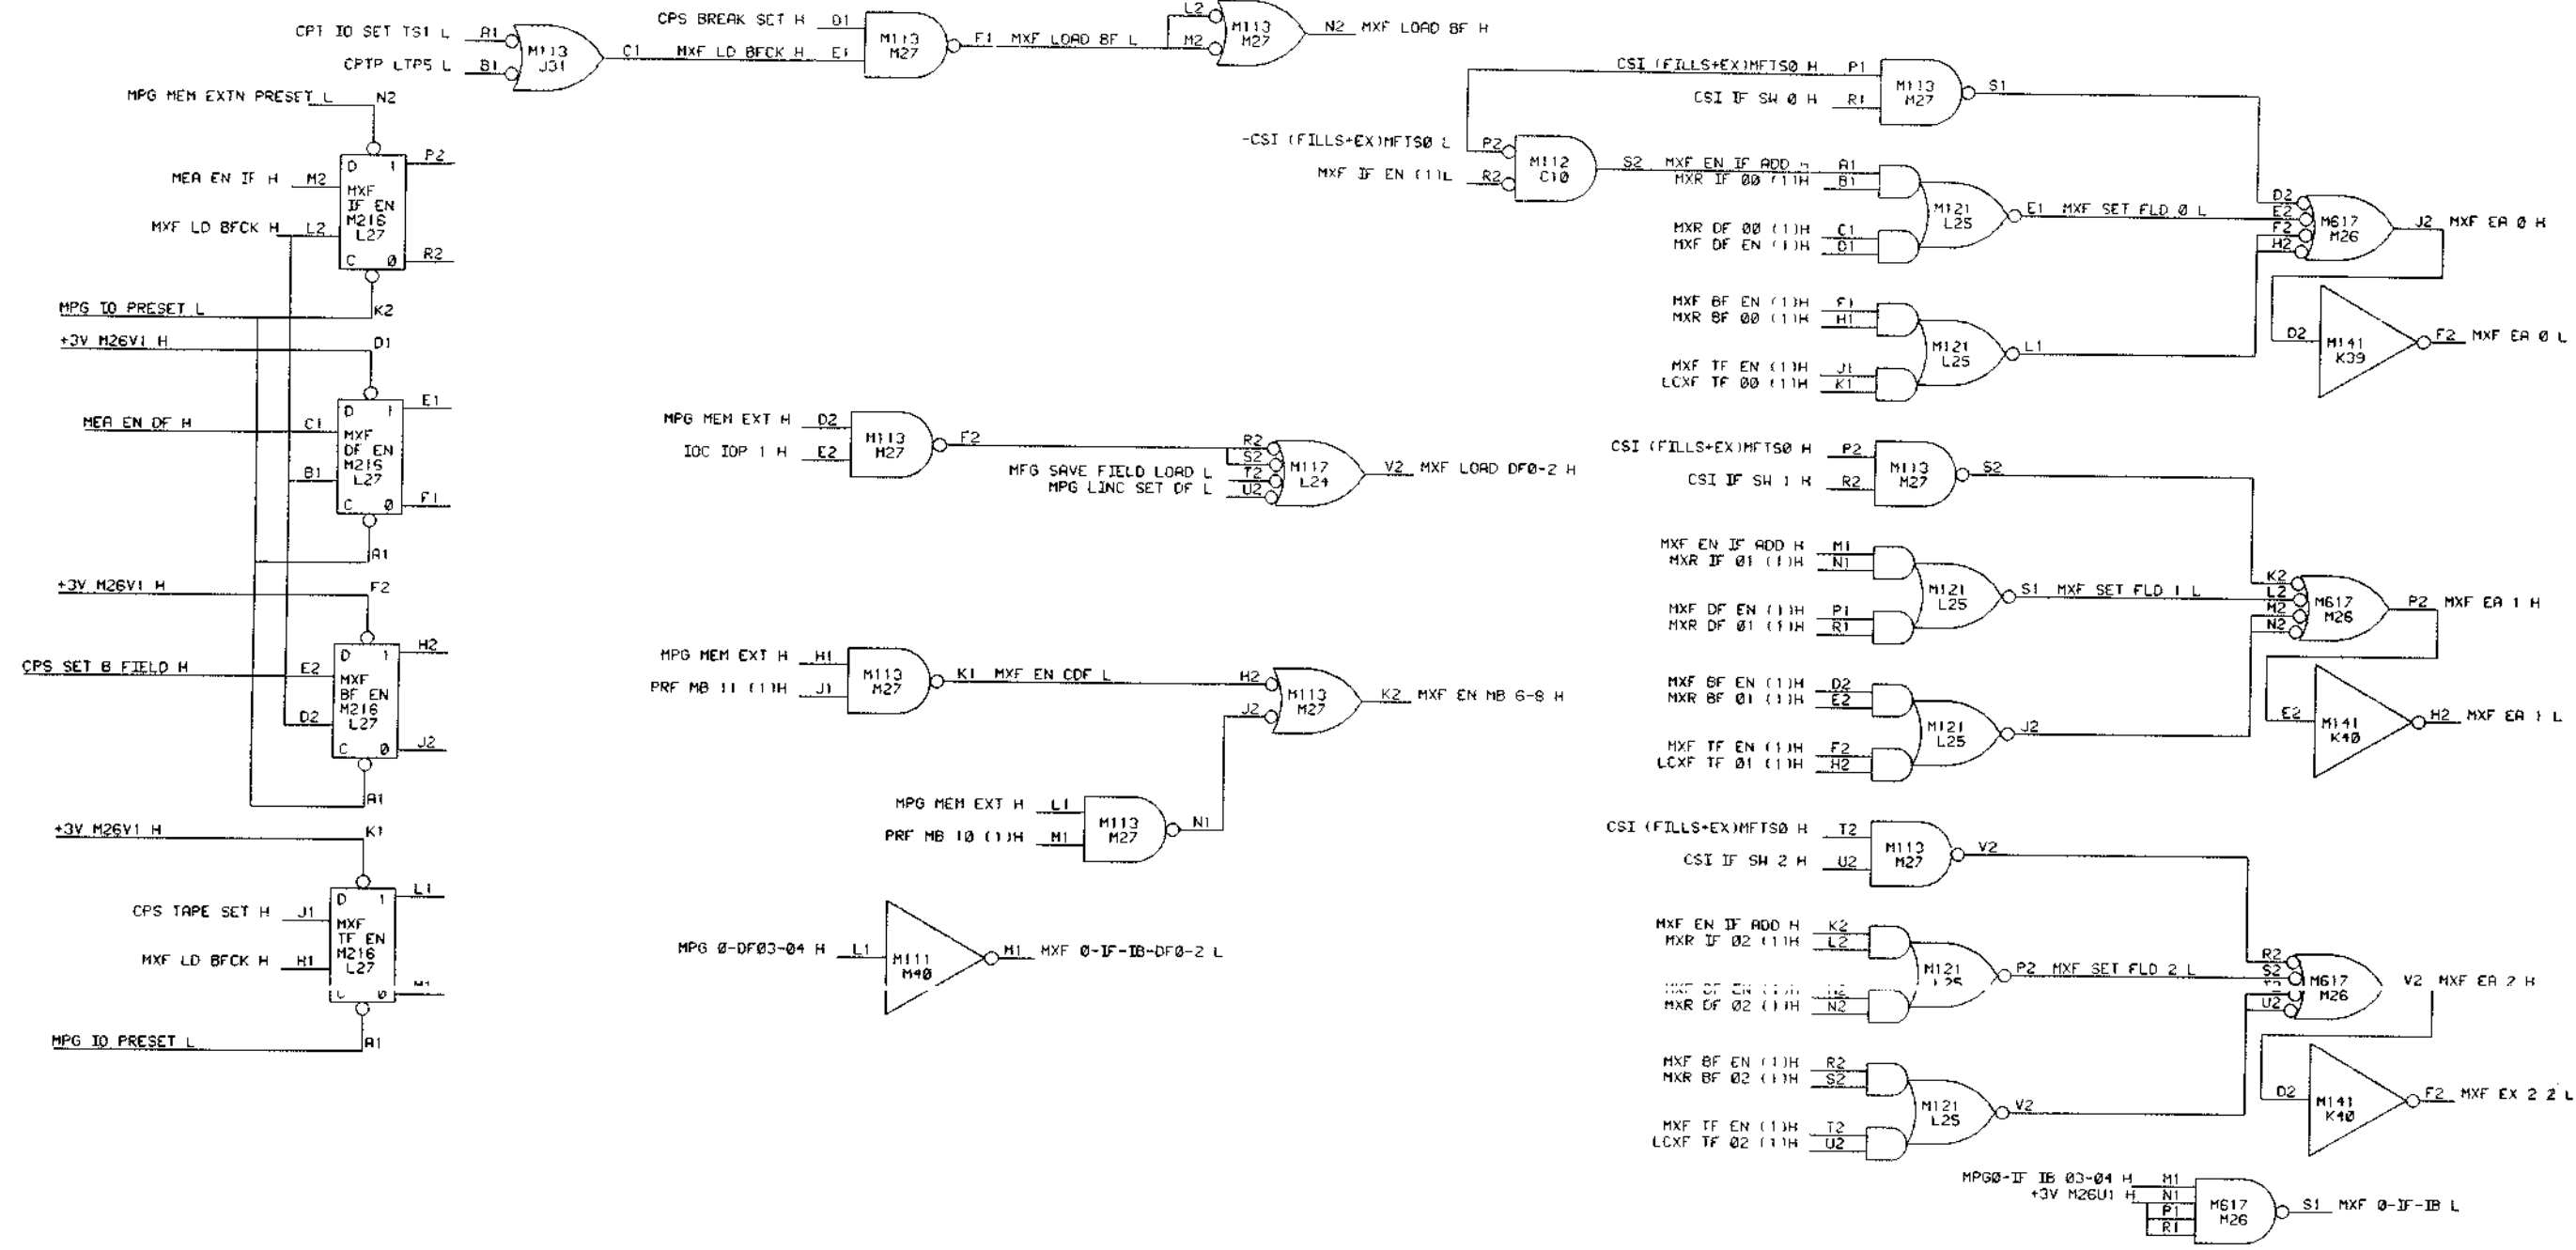 CPT IO SET TS1 L A1
CPTP LTP5 L B1
M113
J31
C1 MXF LD BFCK H E1
CPS BREAK SET H D1
M113
M27
F1 MXF LOAD BF L
L2
M2
M113
M27
N2 MXF LOAD BF H
MPG MEM EXTN PRESET L N2
D 1 P2
MEA EN IF H M2
MXF
IF EN
M216
L27
MXF LD BFCK H L2
C 0 R2
MPG IO PRESET L K2
+3V M26V1 H D1
D 1 E1
MEA EN DF H C1
MXF
DF EN
M216
L27
B1
C 0 F1
A1
+3V M26V1 H F2
D 1 H2
CPS SET B FIELD H E2
MXF
BF EN
M216
L27
D2
C 0 J2
A1
+3V M26V1 H K1
D 1 L1
CPS TAPE SET H J1
MXF
TF EN
M216
L27
MXF LD BFCK H H1
C 0 M1
MPG IO PRESET L A1
MPG MEM EXT H D2
IOC IOP 1 H E2
M113
M27
F2
R2
S2
MFG SAVE FIELD LOAD L T2
MPG LINC SET DF L U2
M117
L24
V2 MXF LOAD DF0-2 H
MPG MEM EXT H H1
PRF MB 11 (1)H J1
M113
M27
K1 MXF EN CDF L H2
J2
M113
M27
K2 MXF EN MB 6-8 H
MPG MEM EXT H L1
PRF MB 10 (1)H M1
M113
M27
N1
MPG 0-DF03-04 H L1
M111
M40
M1 MXF 0-IF-IB-DF0-2 L
CSI (FILLS+EX)MFTS0 H P1
CSI IF SW 0 H R1
M113
M27
S1
-CSI (FILLS+EX)MFTS0 L P2
MXF IF EN (1)L R2
M112
C10
S2 MXF EN IF ADD H A1
MXR IF 00 (1)H B1
MXR DF 00 (1)H C1
MXF DF EN (1)H D1
M121
L25
E1 MXF SET FLD 0 L
MXF BF EN (1)H F1
MXR BF 00 (1)H H1
MXF TF EN (1)H J1
LCXF TF 00 (1)H K1
M121
L25
L1
D2
E2
F2
H2
M617
M26
J2 MXF EA 0 H
D2
M141
K39
F2 MXF EA 0 L
CSI (FILLS+EX)MFTS0 H P2
CSI IF SW 1 H R2
M113
M27
S2
MXF EN IF ADD H M1
MXR IF 01 (1)H N1
MXF DF EN (1)H P1
MXR DF 01 (1)H R1
M121
L25
S1 MXF SET FLD 1 L
MXF BF EN (1)H D2
MXR BF 01 (1)H E2
MXF TF EN (1)H F2
LCXF TF 01 (1)H H2
M121
L25
J2
K2
L2
M2
N2
M617
M26
P2 MXF EA 1 H
E2
M141
K40
H2 MXF EA 1 L
CSI (FILLS+EX)MFTS0 H T2
CSI IF SW 2 H U2
M113
M27
V2
MXF EN IF ADD H K2
MXR IF 02 (1)H L2
MXF DF EN (1)H
MXR DF 02 (1)H N2
M121
L25
P2 MXF SET FLD 2 L
MXF BF EN (1)H R2
MXR BF 02 (1)H S2
MXF TF EN (1)H T2
LCXF TF 02 (1)H U2
M121
L25
V2
R2
S2
U2
M617
M26
V2 MXF EA 2 H
D2
M141
K40
F2 MXF EX 2 2 L
MPG0-IF IB 03-04 H M1
+3V M26U1 H N1
P1
R1
M617
M26
S1 MXF 0-IF-IB L